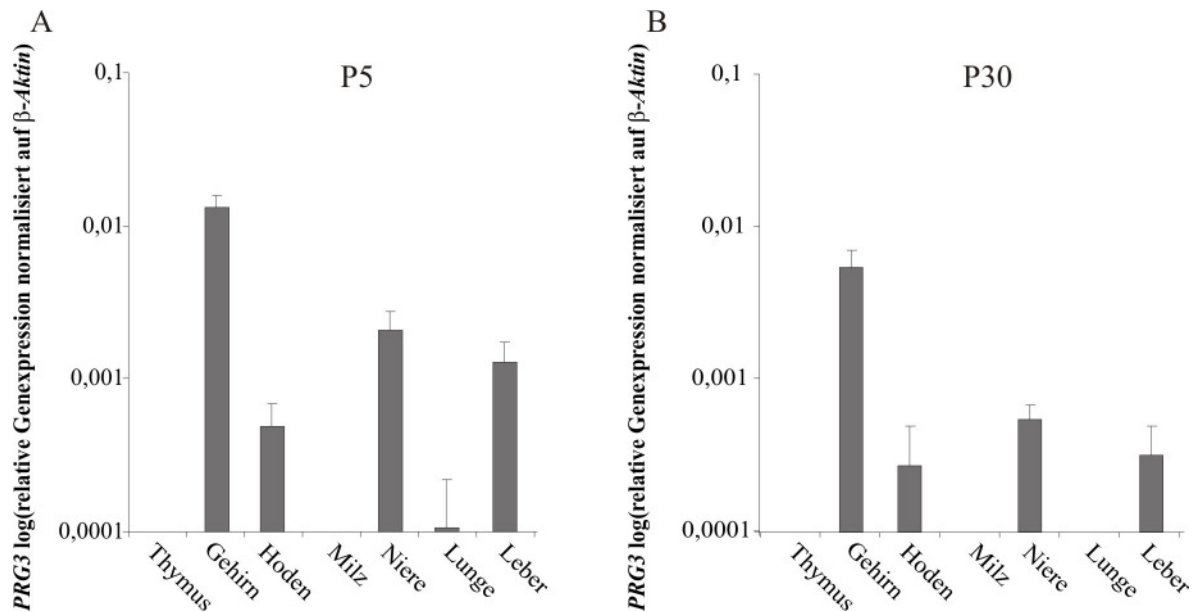 A
P5
PRG3 log(relative Genexpression normalisiert auf β-Aktin)
0,1
0,01
0,001
0,0001
Thymus
Gehirn
Hoden
Milz
Niere
Lunge
Leber
B
P30
PRG3 log(relative Genexpression normalisiert auf β-Aktin)
0,1
0,01
0,001
0,0001
Thymus
Gehirn
Hoden
Milz
Niere
Lunge
Leber